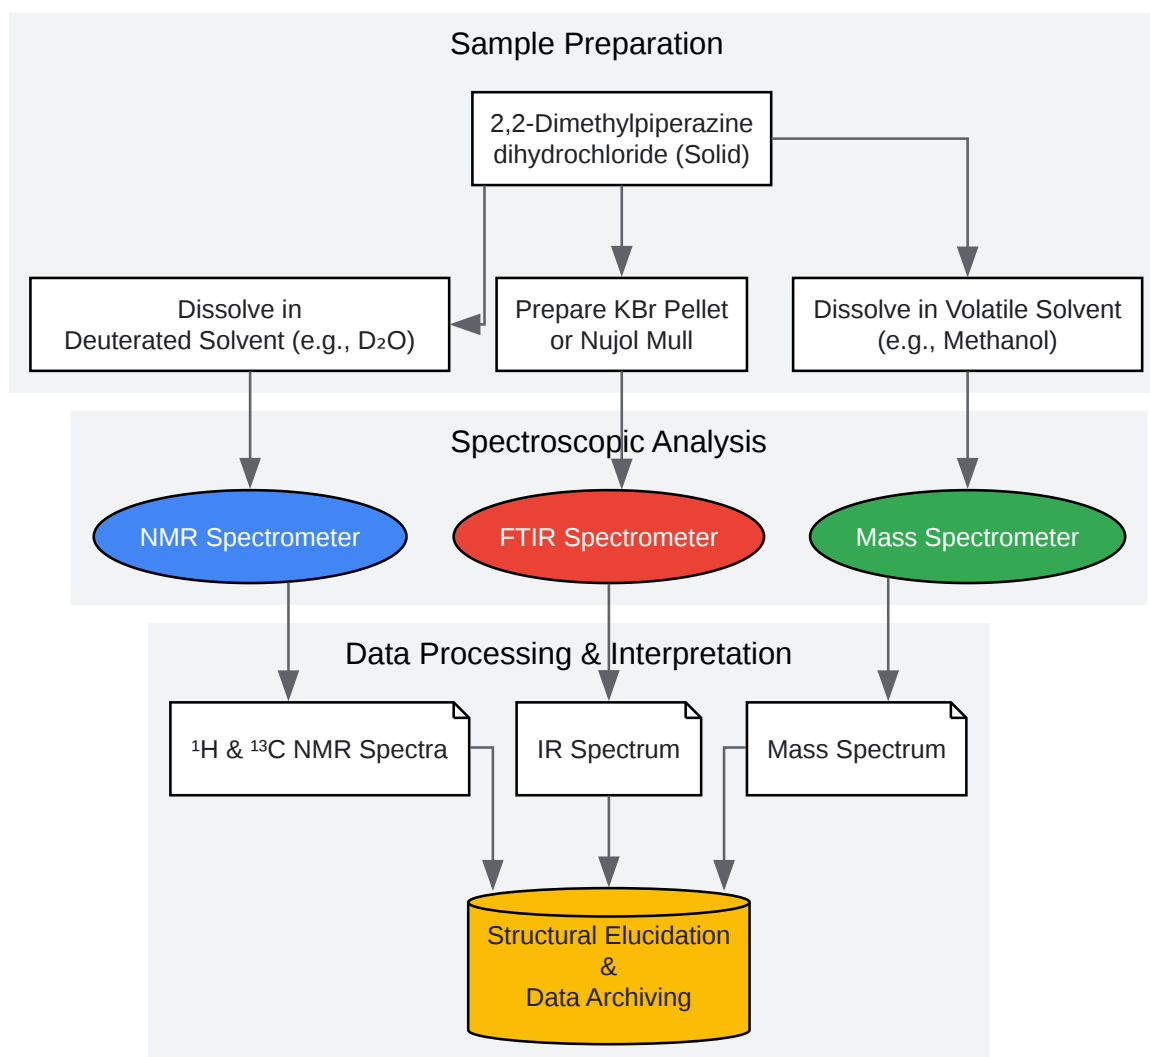 Sample Preparation
2,2-Dimethylpiperazine
dihydrochloride (Solid)
Dissolve in
Deuterated Solvent (e.g., D₂O)
Prepare KBr Pellet
or Nujol Mull
Dissolve in Volatile Solvent
(e.g., Methanol)
Spectroscopic Analysis
NMR Spectrometer
FTIR Spectrometer
Mass Spectrometer
Data Processing & Interpretation
¹H & ¹³C NMR Spectra
IR Spectrum
Mass Spectrum
Structural Elucidation
&
Data Archiving